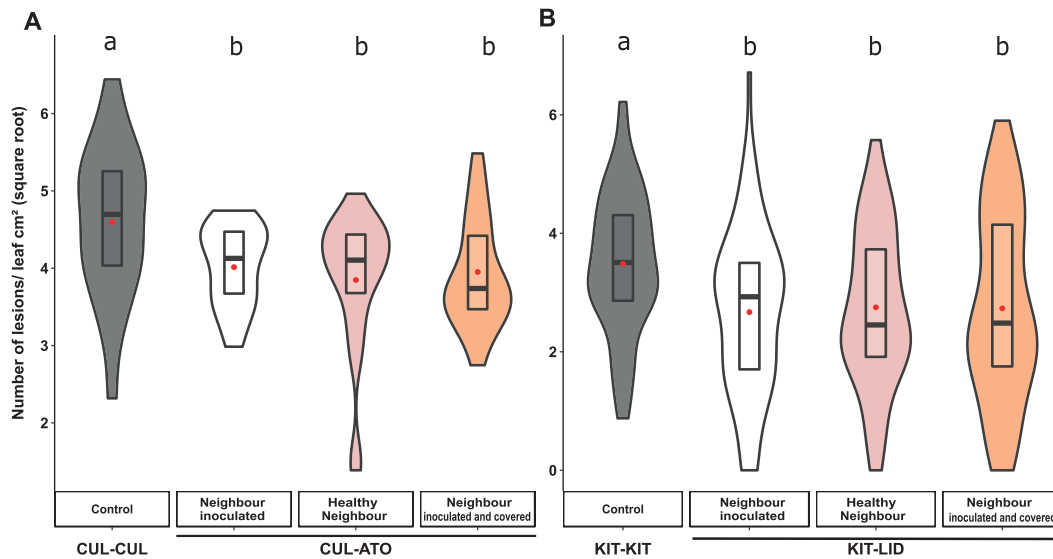 A
B
a b b b
a b b b
Number of lesions/ leaf cm² (square root)
6
5
4
3
2
6
4
2
0
Control
Neighbour
inoculated
Healthy
Neighbour
Neighbour
inoculated and covered
Control
Neighbour
inoculated
Healthy
Neighbour
Neighbour
inoculated and covered
CUL-CUL
CUL-ATO
KIT-KIT
KIT-LID